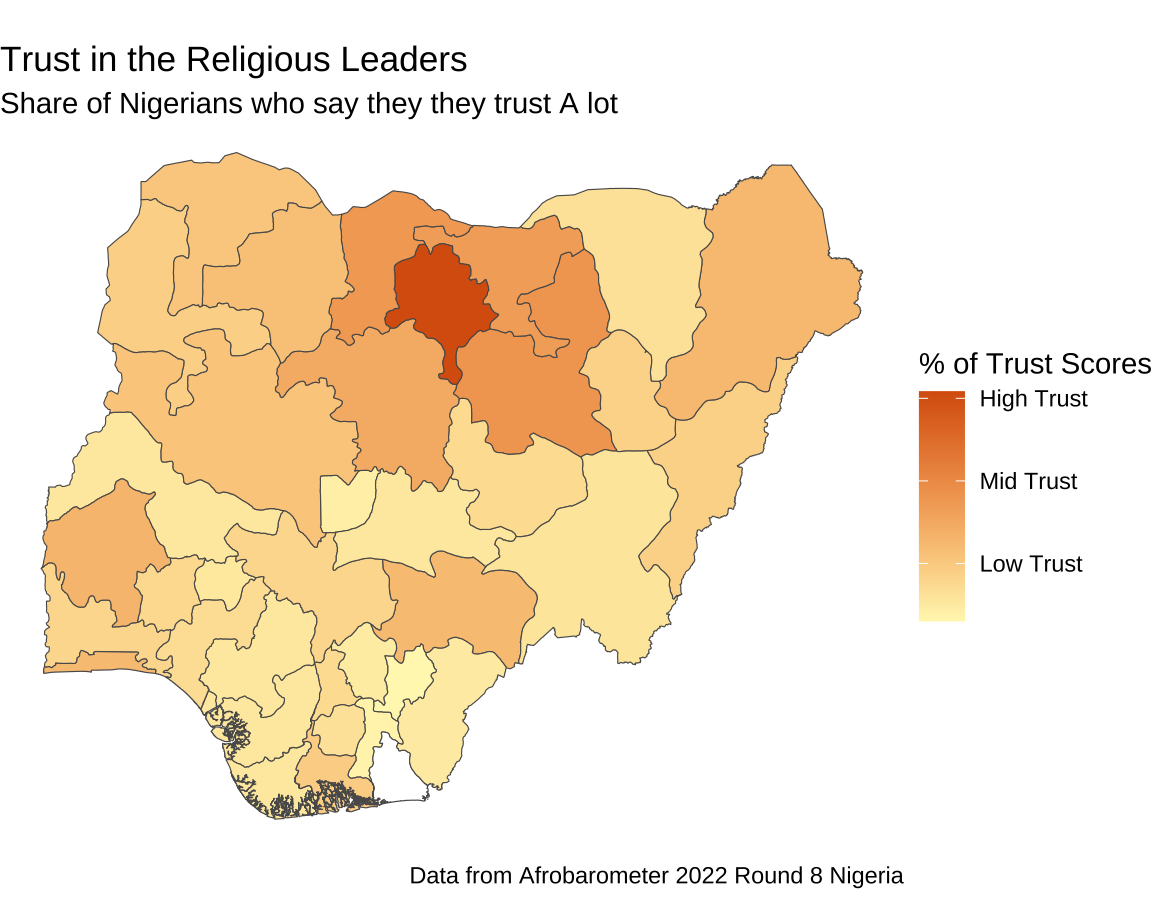 Trust in the Religious Leaders
Share of Nigerians who say they they trust A lot
% of Trust Scores
High Trust
Mid Trust
Low Trust
Data from Afrobarometer 2022 Round 8 Nigeria